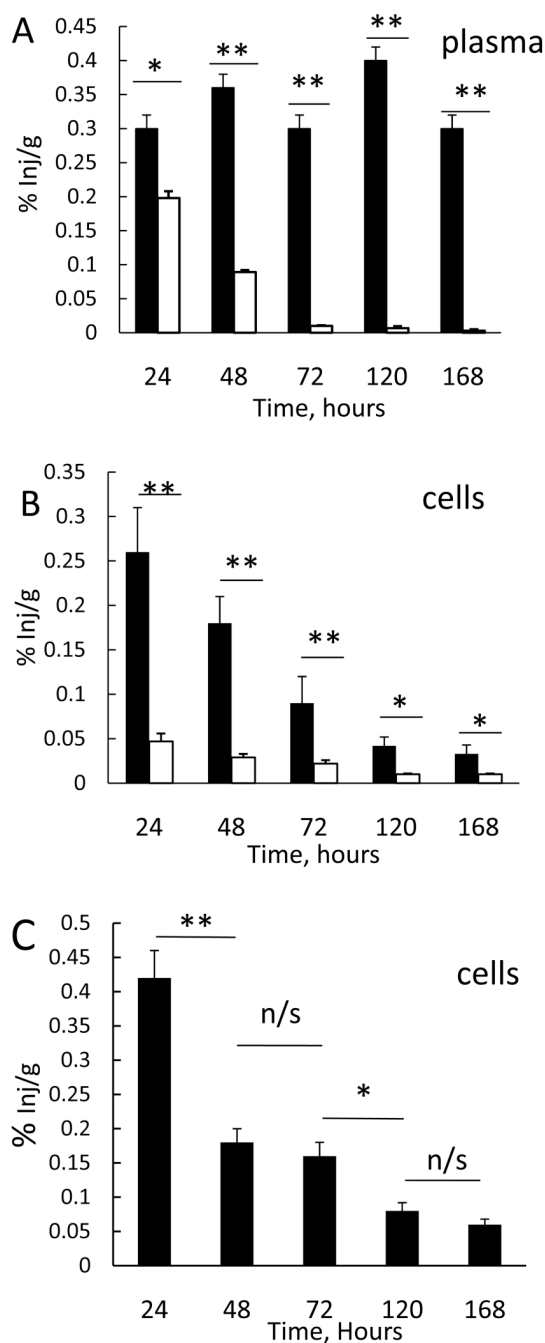 A
plasma
% Inj/g
0.45
0.4
0.35
0.3
0.25
0.2
0.15
0.1
0.05
0
*
**
**
**
**
24 48 72 120 168
Time, hours
B
cells
% Inj/g
0.35
0.3
0.25
0.2
0.15
0.1
0.05
0
**
**
**
*
*
24 48 72 120 168
Time, hours
C
cells
% Inj/g
0.5
0.45
0.4
0.35
0.3
0.25
0.2
0.15
0.1
0.05
0
**
n/s
*
n/s
24 48 72 120 168
Time, Hours